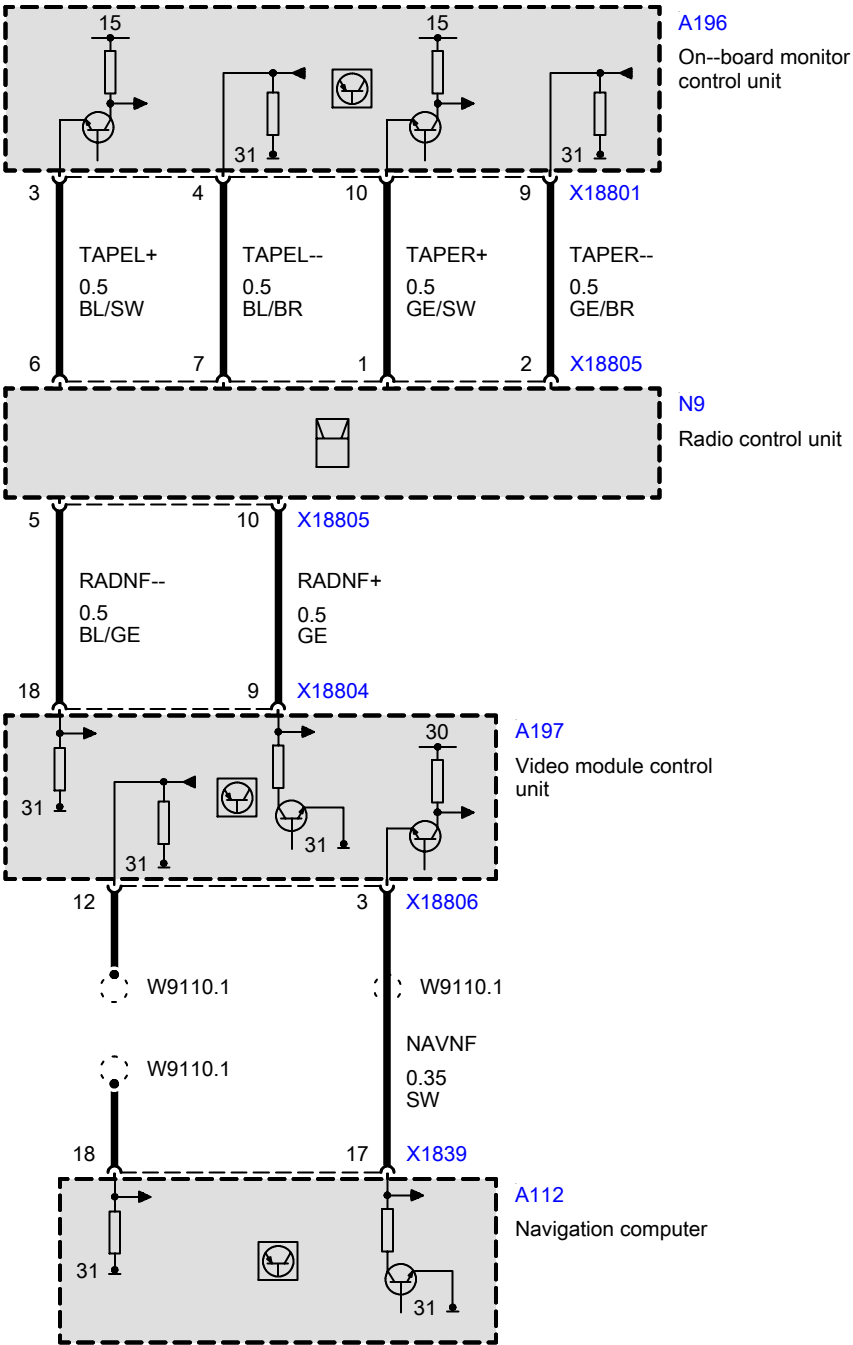 15
15
A196
On--board monitor
control unit
31
31
3
4
10
9
X18801
TAPEL+
0.5
BL/SW
TAPEL--
0.5
BL/BR
TAPER+
0.5
GE/SW
TAPER--
0.5
GE/BR
6
7
1
2
X18805
N9
Radio control unit
5
10
X18805
RADNF--
0.5
BL/GE
RADNF+
0.5
GE
18
9
X18804
A197
Video module control
unit
30
31
31
31
12
3
X18806
W9110.1
W9110.1
W9110.1
NAVNF
0.35
SW
18
17
X1839
A112
Navigation computer
31
31